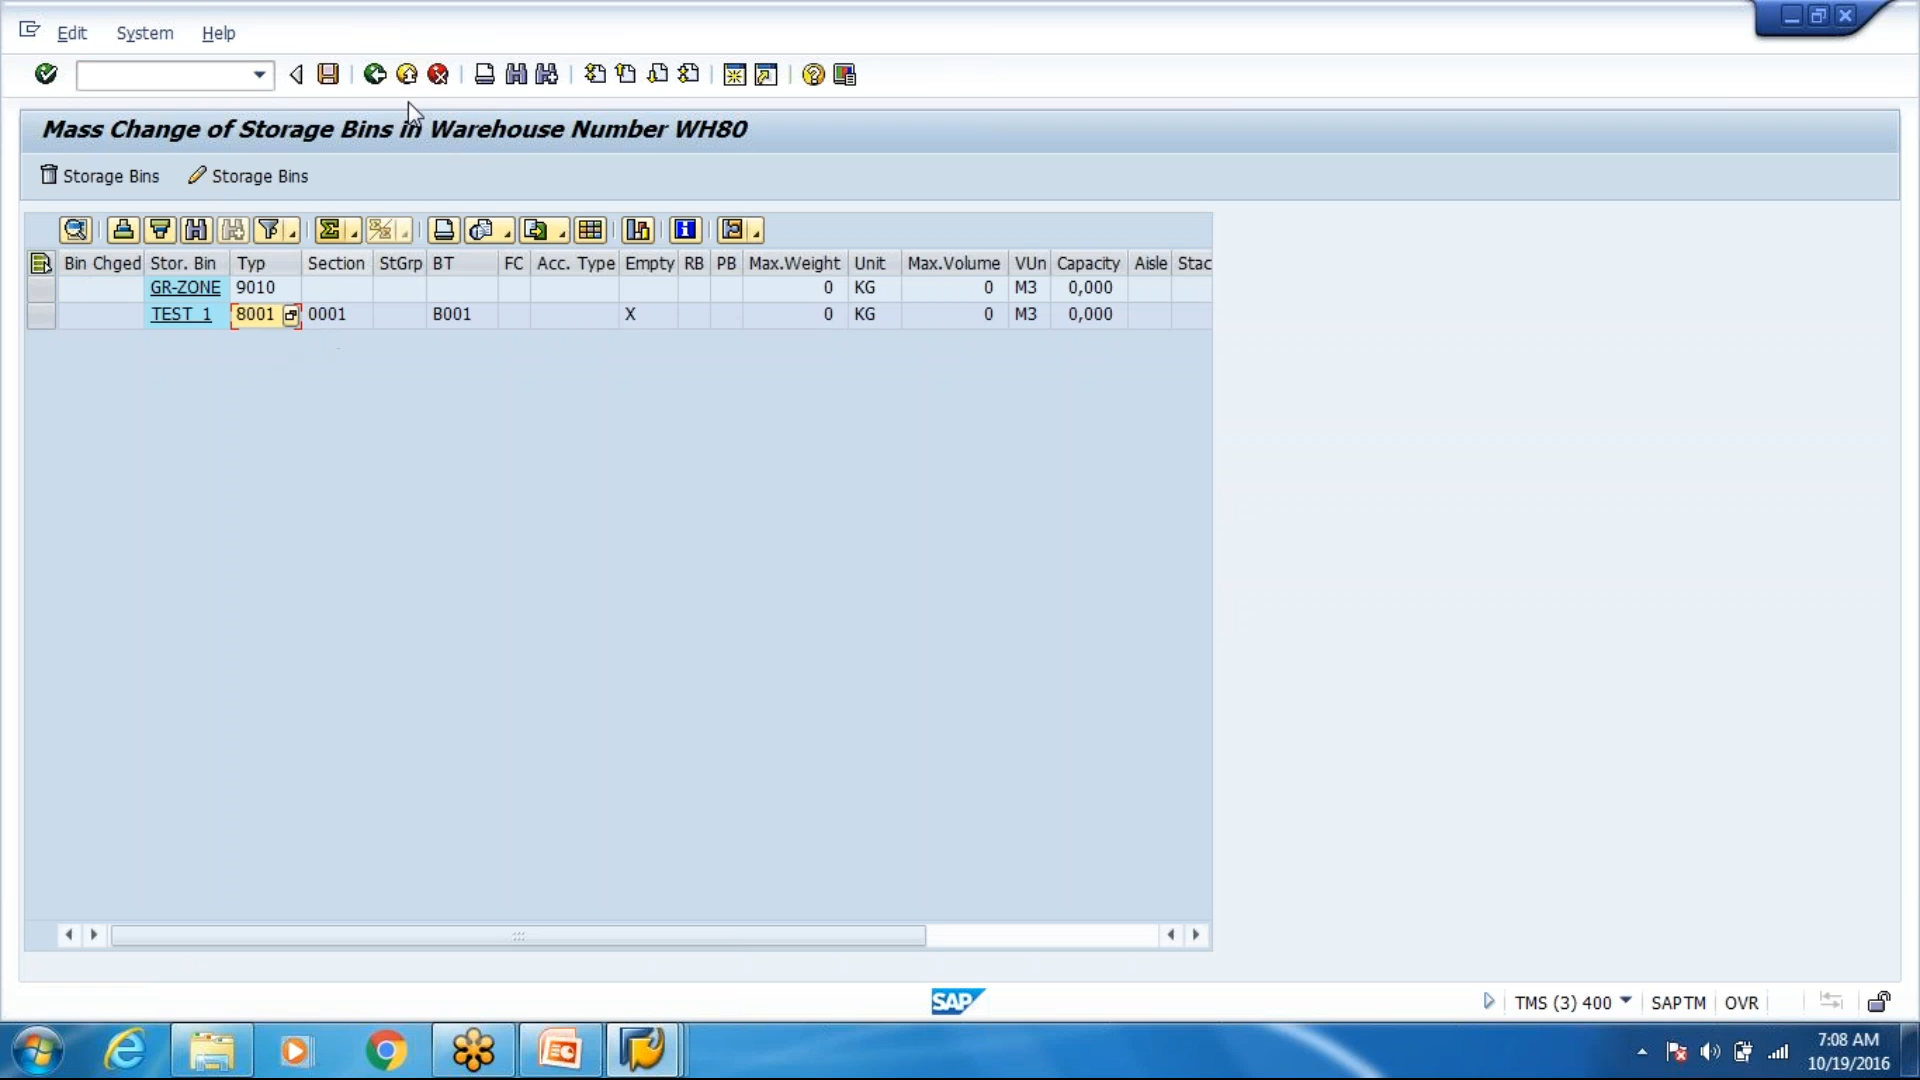 Edit System Help
Mass Change of Storage Bins in Warehouse Number WH80
Storage Bins Storage Bins
Bin Chged Stor. Bin Typ Section StGrp BT FC Acc. Type Empty RB PB Max.Weight Unit Max.Volume VUn Capacity Aisle Stac
GR-ZONE 9010 0 KG 0 M3 0,000
TEST_1 8001 0001 B001 X 0 KG 0 M3 0,000
SAP
TMS (3) 400 SAPTM OVR
7:08 AM
10/19/2016